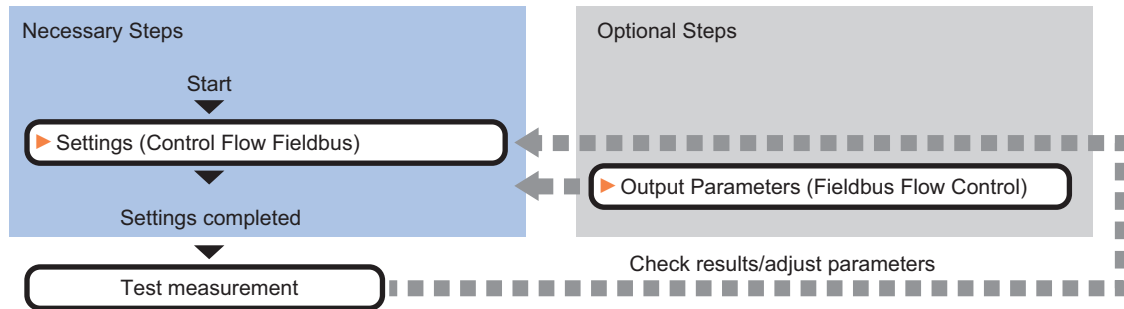 Necessary Steps
Optional Steps
Start
Settings (Control Flow Fieldbus)
Output Parameters (Fieldbus Flow Control)
Settings completed
Check results/adjust parameters
Test measurement